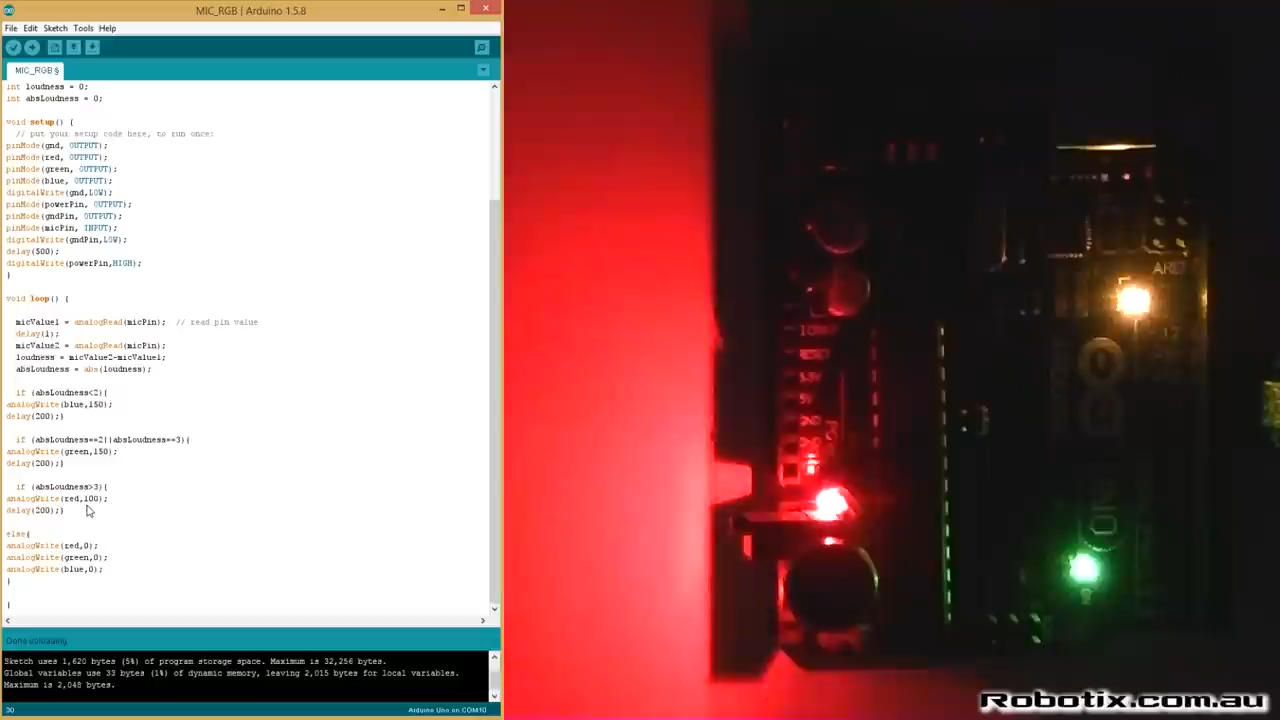 MIC_RGB | Arduino 1.5.8
File Edit Sketch Tools Help
MIC_RGB §
int loudness = 0;
int absLoudness = 0;
void setup() {
// put your setup code here, to run once:
pinMode(gnd, OUTPUT);
pinMode(red, OUTPUT);
pinMode(green, OUTPUT);
pinMode(blue, OUTPUT);
digitalWrite(gnd,LOW);
pinMode(powerPin, OUTPUT);
pinMode(gndPin, OUTPUT);
pinMode(micPin, INPUT);
digitalWrite(gndPin,LOW);
delay(500);
digitalWrite(powerPin,HIGH);
}
void loop() {
micValue1 = analogRead(micPin);  // read pin value
delay(1);
micValue2 = analogRead(micPin);
loudness = micValue2-micValue1;
absLoudness = abs(loudness);
if (absLoudness<2){
analogWrite(blue,150);
delay(200);}
if (absLoudness==2||absLoudness==3){
analogWrite(green,150);
delay(200);}
if (absLoudness>3){
analogWrite(red,100);
delay(200);}
else{
analogWrite(red,0);
analogWrite(green,0);
analogWrite(blue,0);
}
}
Done uploading
Sketch uses 1,620 bytes (5%) of program storage space. Maximum is 32,256 bytes.
Global variables use 33 bytes (1%) of dynamic memory, leaving 2,015 bytes for local variables.
Maximum is 2,048 bytes.
30
Arduino Uno on COM10
Robotix.com.au